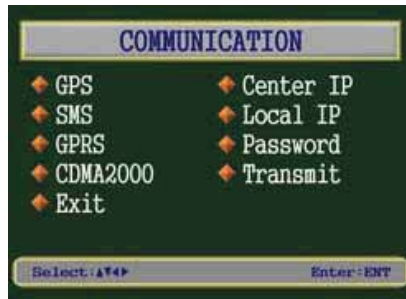 COMMUNICATION
GPS
SMS
GPRS
CDMA2000
Exit
Center IP
Local IP
Password
Transmit
Select:▲▼◀▶ Enter:ENT